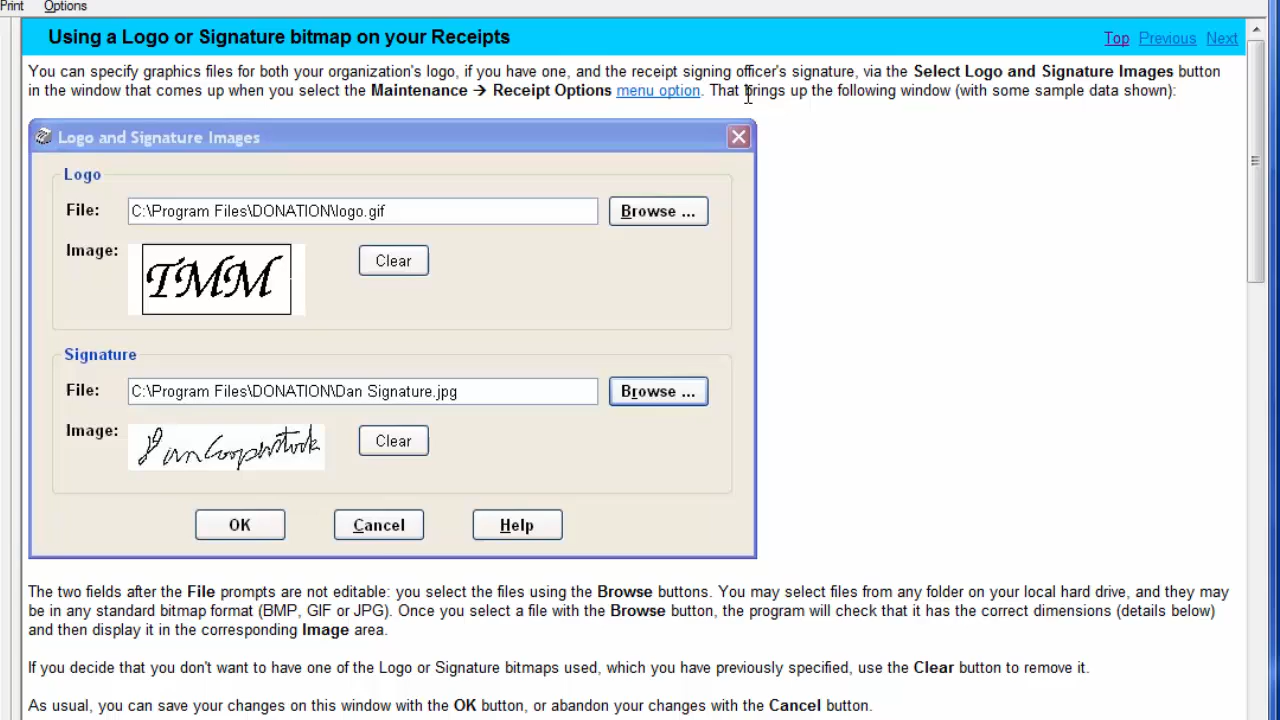 Print Options
Using a Logo or Signature bitmap on your Receipts
Top Previous Next
You can specify graphics files for both your organization's logo, if you have one, and the receipt signing officer's signature, via the Select Logo and Signature Images button
in the window that comes up when you select the Maintenance → Receipt Options menu option. That brings up the following window (with some sample data shown):
Logo and Signature Images
Logo
File: C:\Program Files\DONATION\logo.gif Browse ...
Image: TMM Clear
Signature
File: C:\Program Files\DONATION\Dan Signature.jpg Browse ...
Image: Dan Cooperstock Clear
OK Cancel Help
The two fields after the File prompts are not editable: you select the files using the Browse buttons. You may select files from any folder on your local hard drive, and they may
be in any standard bitmap format (BMP, GIF or JPG). Once you select a file with the Browse button, the program will check that it has the correct dimensions (details below)
and then display it in the corresponding Image area.
If you decide that you don't want to have one of the Logo or Signature bitmaps used, which you have previously specified, use the Clear button to remove it.
As usual, you can save your changes on this window with the OK button, or abandon your changes with the Cancel button.